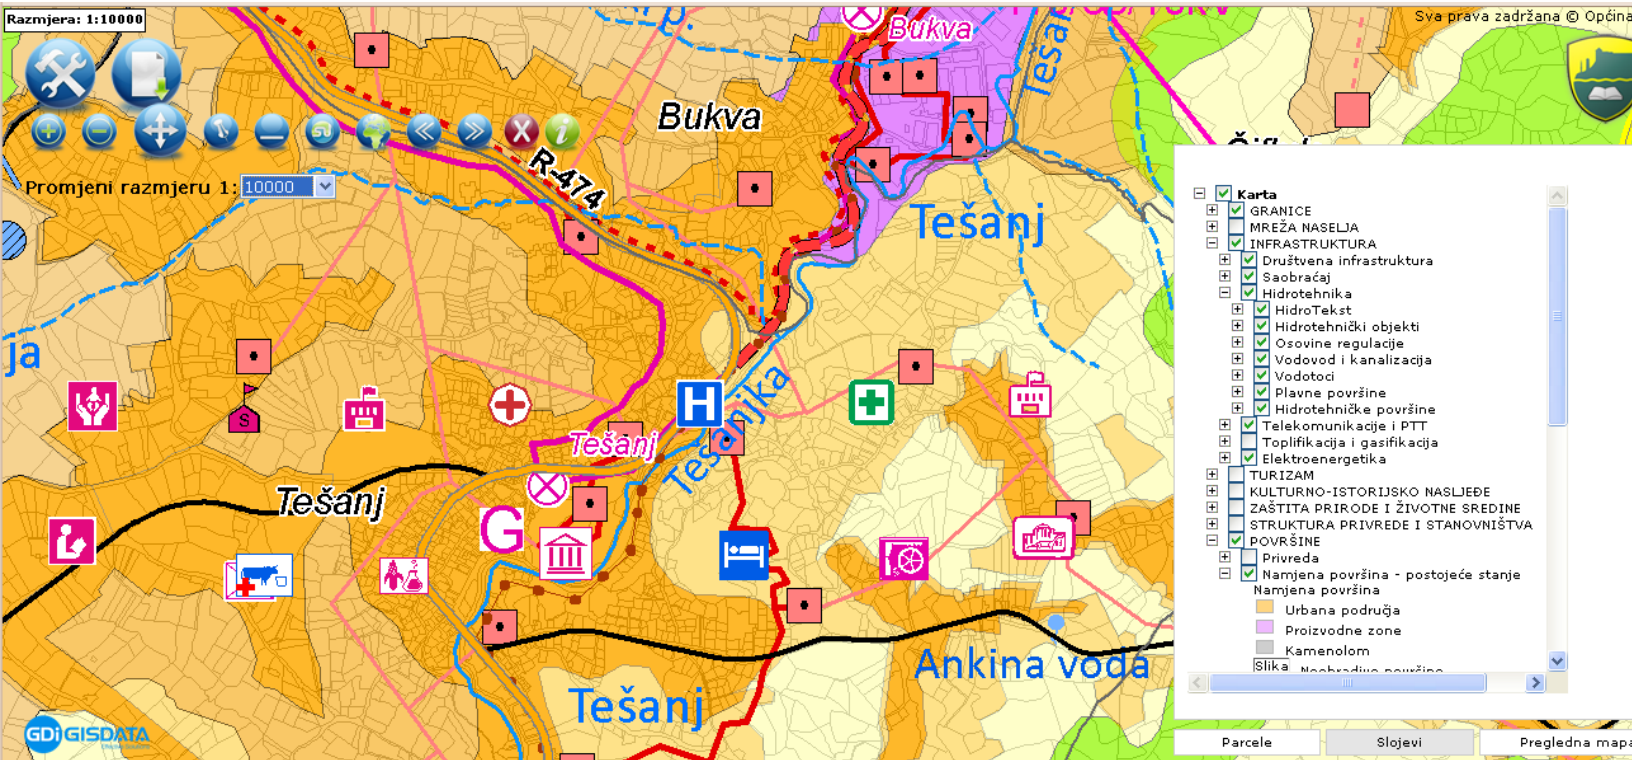 Razmjera: 1:10000
Sva prava zadržana © Općina
Promjeni razmjeru 1: 10000
Bukva
Bukva
R-474
Tešanj
ja
Tešanj
Tešanjka
Tešanj
S
H
G
Ankina voda
Tešanj
GDi GISDATA
Karta
GRANICE
MREŽA NASELJA
INFRASTRUKTURA
Društvena infrastruktura
Saobraćaj
Hidrotehnika
HidroTekst
Hidrotehnički objekti
Osovine regulacije
Vodovod i kanalizacija
Vodotoci
Plavne površine
Hidrotehničke površine
Telekomunikacije i PTT
Toplifikacija i gasifikacija
Elektroenergetika
TURIZAM
KULTURNO-ISTORIJSKO NASLJEĐE
ZAŠTITA PRIRODE I ŽIVOTNE SREDINE
STRUKTURA PRIVREDE I STANOVNIŠTVA
POVRŠINE
Privreda
Namjena površina - postojeće stanje
Namjena površina
Urbana područja
Proizvodne zone
Kamenolom
Slika
Parcele
Slojevi
Pregledna mapa